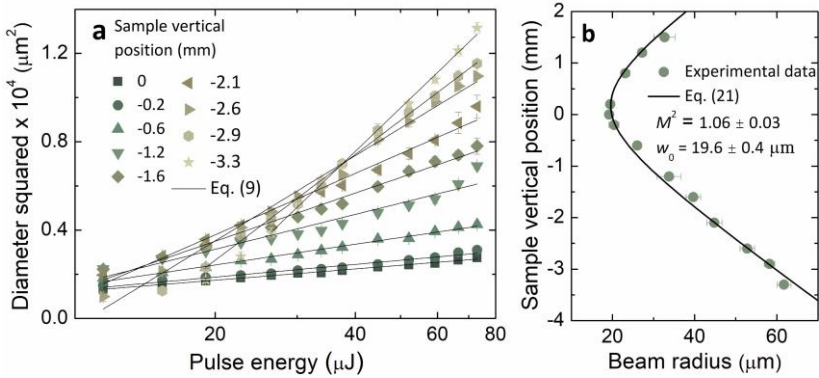 a
Sample vertical
position (mm)
0
-0.2
-0.6
-1.2
-1.6
-2.1
-2.6
-2.9
-3.3
Eq. (9)
Diameter squared x 10⁴ (μm²)
1.2
0.8
0.4
0.0
20
30
40
50
60
70
80
Pulse energy (μJ)
b
Experimental data
Eq. (21)
M² = 1.06 ± 0.03
w₀ = 19.6 ± 0.4 μm
Sample vertical position (mm)
2
1
0
-1
-2
-3
-4
20
40
60
Beam radius (μm)